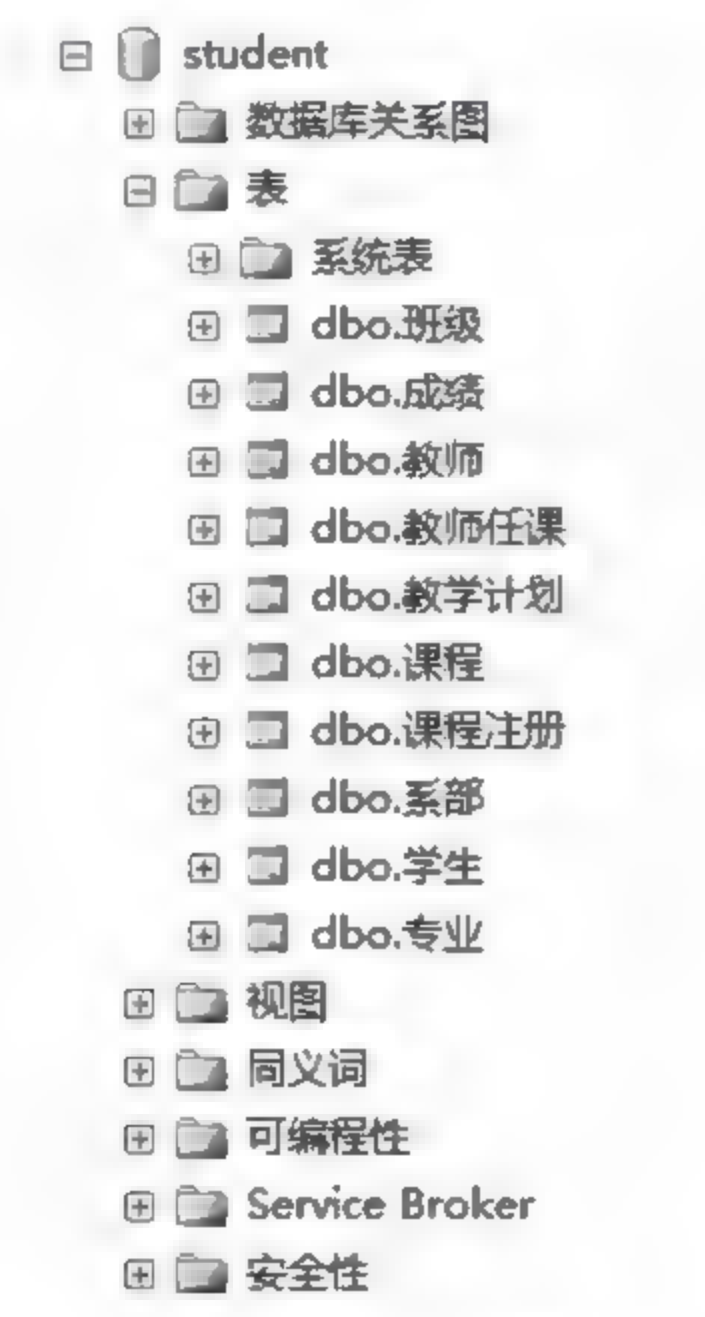 student
数据库关系图
表
系统表
dbo.班级
dbo.成绩
dbo.教师
dbo.教师任课
dbo.教学计划
dbo.课程
dbo.课程注册
dbo.系部
dbo.学生
dbo.专业
视图
同义词
可编程性
Service Broker
安全性